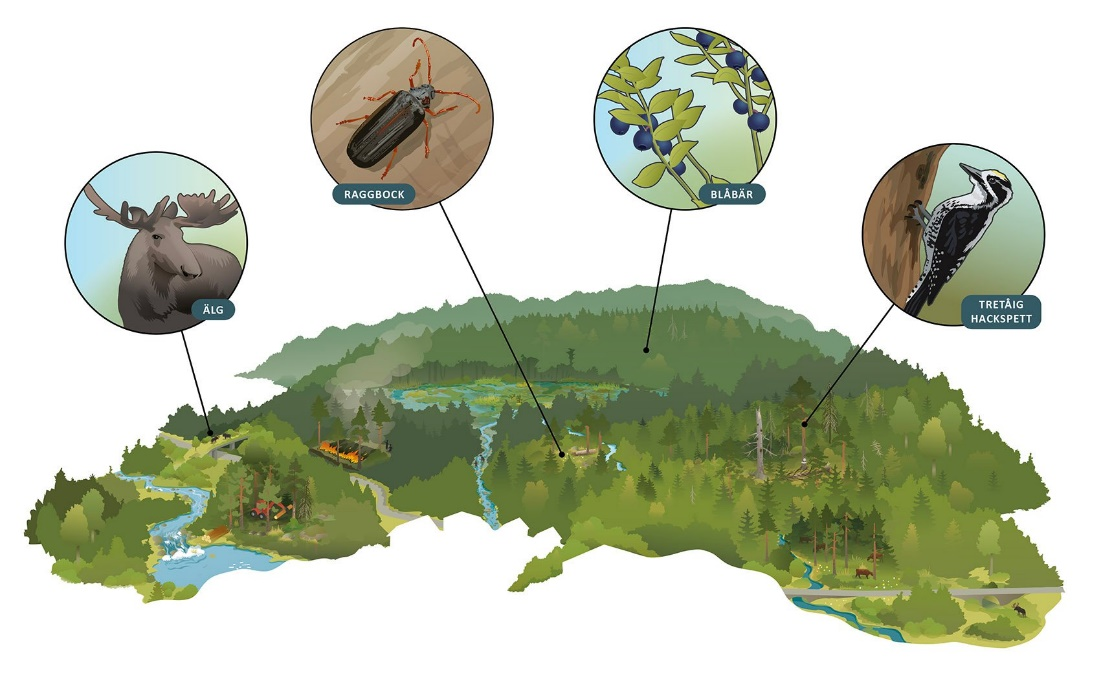 RAGGBOCK
BLÅBÄR
ÄLG
TRETÅIG
HACKSPETT